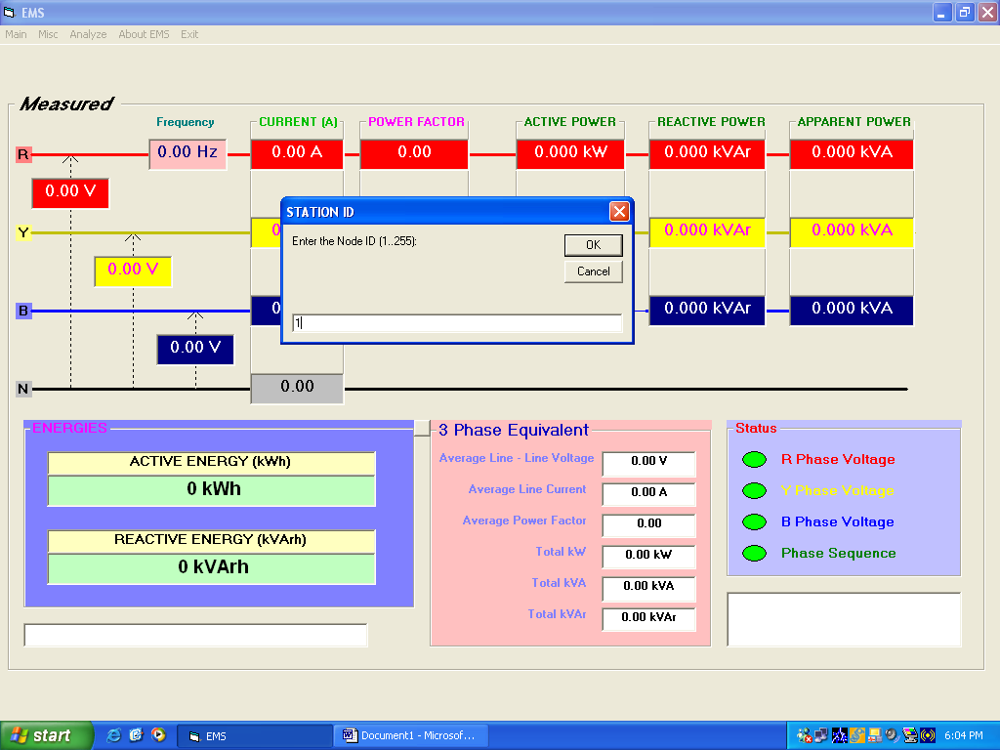 EMS
Main Misc Analyze About EMS Exit
Measured
Frequency CURRENT (A) POWER FACTOR ACTIVE POWER REACTIVE POWER APPARENT POWER
R 0.00 Hz 0.00 A 0.00 0.000 kW 0.000 kVAr 0.000 kVA
0.00 V
STATION ID
Y 0 0.000 kVAr 0.000 kVA
Enter the Node ID (1..255):
OK
Cancel
0.00 V
B 0 0.000 kVAr 0.000 kVA
1
0.00 V
N 0.00
ENERGIES
ACTIVE ENERGY (kWh)
0 kWh
REACTIVE ENERGY (kVArh)
0 kVArh
3 Phase Equivalent
Average Line - Line Voltage 0.00 V
Average Line Current 0.00 A
Average Power Factor 0.00
Total kW 0.00 kW
Total kVA 0.00 kVA
Total kVAr 0.00 kVAr
Status
R Phase Voltage
Y Phase Voltage
B Phase Voltage
Phase Sequence
start EMS Document1 - Microsof... 6:04 PM